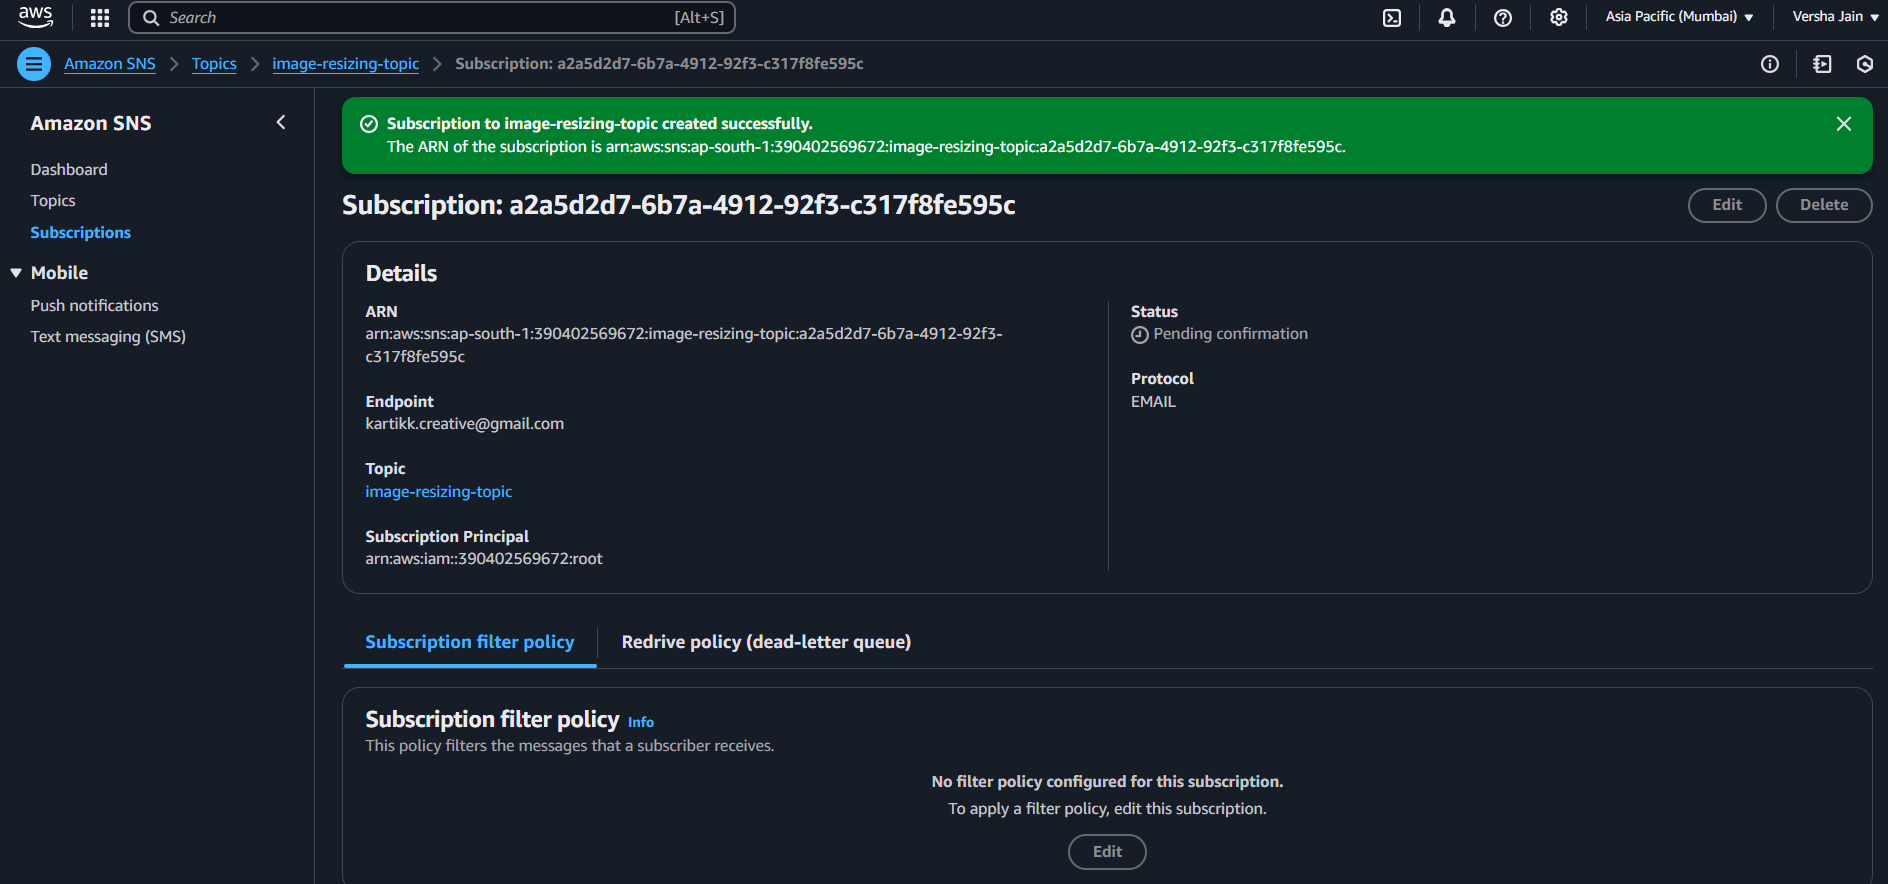 aws
Search
[Alt+S]
Asia Pacific (Mumbai)
Versha Jain
Amazon SNS
Topics
image-resizing-topic
Subscription: a2a5d2d7-6b7a-4912-92f3-c317f8fe595c
Amazon SNS
Dashboard
Topics
Subscriptions
Mobile
Push notifications
Text messaging (SMS)
Subscription to image-resizing-topic created successfully.
The ARN of the subscription is arn:aws:sns:ap-south-1:390402569672:image-resizing-topic:a2a5d2d7-6b7a-4912-92f3-c317f8fe595c.
Subscription: a2a5d2d7-6b7a-4912-92f3-c317f8fe595c
Edit
Delete
Details
ARN
arn:aws:sns:ap-south-1:390402569672:image-resizing-topic:a2a5d2d7-6b7a-4912-92f3-
c317f8fe595c
Endpoint
kartikk.creative@gmail.com
Topic
image-resizing-topic
Subscription Principal
arn:aws:iam::390402569672:root
Status
Pending confirmation
Protocol
EMAIL
Subscription filter policy
Redrive policy (dead-letter queue)
Subscription filter policy Info
This policy filters the messages that a subscriber receives.
No filter policy configured for this subscription.
To apply a filter policy, edit this subscription.
Edit